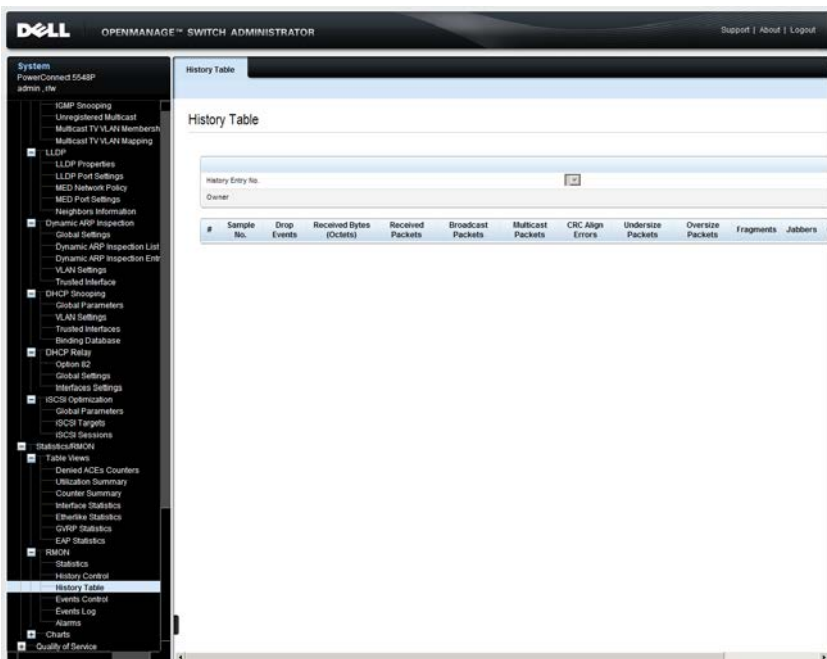 DELL OPENMANAGE™ SWITCH ADMINISTRATOR Support | About | Logout
System
PowerConnect 5548P
admin , r/w
IGMP Snooping
Unregistered Multicast
Multicast TV VLAN Membersh
Multicast TV VLAN Mapping
LLDP
LLDP Properties
LLDP Port Settings
MED Network Policy
MED Port Settings
Neighbors Information
Dynamic ARP Inspection
Global Settings
Dynamic ARP Inspection List
Dynamic ARP Inspection Entr
VLAN Settings
Trusted Interface
DHCP Snooping
Global Parameters
VLAN Settings
Trusted Interfaces
Binding Database
DHCP Relay
Option 82
Global Settings
Interfaces Settings
iSCSI Optimization
Global Parameters
iSCSI Targets
iSCSI Sessions
Statistics/RMON
Table Views
Denied ACEs Counters
Utilization Summary
Counter Summary
Interface Statistics
Etherlike Statistics
GVRP Statistics
EAP Statistics
RMON
Statistics
History Control
History Table
Events Control
Events Log
Alarms
Charts
Quality of Service
History Table
History Table
History Entry No.
Owner
# Sample No. Drop Events Received Bytes (Octets) Received Packets Broadcast Packets Multicast Packets CRC Align Errors Undersize Packets Oversize Packets Fragments Jabbers